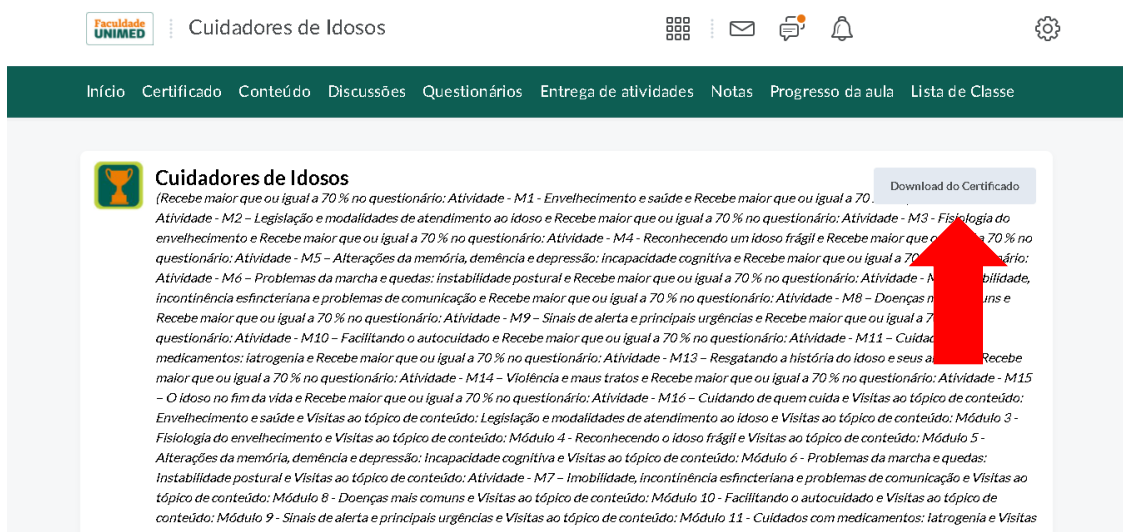 Faculdade
UNIMED
Cuidadores de Idosos
Início Certificado Conteúdo Discussões Questionários Entrega de atividades Notas Progresso da aula Lista de Classe
Cuidadores de Idosos
Download do Certificado
(Recebe maior que ou igual a 70 % no questionário: Atividade - M1 - Envelhecimento e saúde e Recebe maior que ou igual a 70
Atividade - M2 – Legislação e modalidades de atendimento ao idoso e Recebe maior que ou igual a 70 % no questionário: Atividade - M3 - Fisiologia do
envelhecimento e Recebe maior que ou igual a 70 % no questionário: Atividade - M4 - Reconhecendo um idoso frágil e Recebe maior que a 70 % no
questionário: Atividade - M5 – Alterações da memória, demência e depressão: incapacidade cognitiva e Recebe maior que ou igual a
Atividade - M6 – Problemas da marcha e quedas: instabilidade postural e Recebe maior que ou igual a 70 % no questionário: Atividade -
incontinência esfincteriana e problemas de comunicação e Recebe maior que ou igual a 70 % no questionário: Atividade - M8 – Doenças e
Recebe maior que ou igual a 70 % no questionário: Atividade - M9 – Sinais de alerta e principais urgências e Recebe maior que ou igual a
questionário: Atividade - M10 – Facilitando o autocuidado e Recebe maior que ou igual a 70 % no questionário: Atividade - M11 –
medicamentos: iatrogenia e Recebe maior que ou igual a 70 % no questionário: Atividade - M13 – Resgatando a história do idoso e seus Recebe
maior que ou igual a 70 % no questionário: Atividade - M14 – Violência e maus tratos e Recebe maior que ou igual a 70 % no questionário: Atividade - M15
– O idoso no fim da vida e Recebe maior que ou igual a 70 % no questionário: Atividade - M16 – Cuidando de quem cuida e Visitas ao tópico de conteúdo:
Envelhecimento e saúde e Visitas ao tópico de conteúdo: Legislação e modalidades de atendimento ao idoso e Visitas ao tópico de conteúdo: Módulo 3 -
Fisiologia do envelhecimento e Visitas ao tópico de conteúdo: Módulo 4 - Reconhecendo o idoso frágil e Visitas ao tópico de conteúdo: Módulo 5 -
Alterações da memória, demência e depressão: Incapacidade cognitiva e Visitas ao tópico de conteúdo: Módulo 6 - Problemas da marcha e quedas:
Instabilidade postural e Visitas ao tópico de conteúdo: Atividade - M7 – Imobilidade, incontinência esfincteriana e problemas de comunicação e Visitas ao
tópico de conteúdo: Módulo 8 - Doenças mais comuns e Visitas ao tópico de conteúdo: Módulo 10 - Facilitando o autocuidado e Visitas ao tópico de
conteúdo: Módulo 9 - Sinais de alerta e principais urgências e Visitas ao tópico de conteúdo: Módulo 11 - Cuidados com medicamentos: Iatrogenia e Visitas